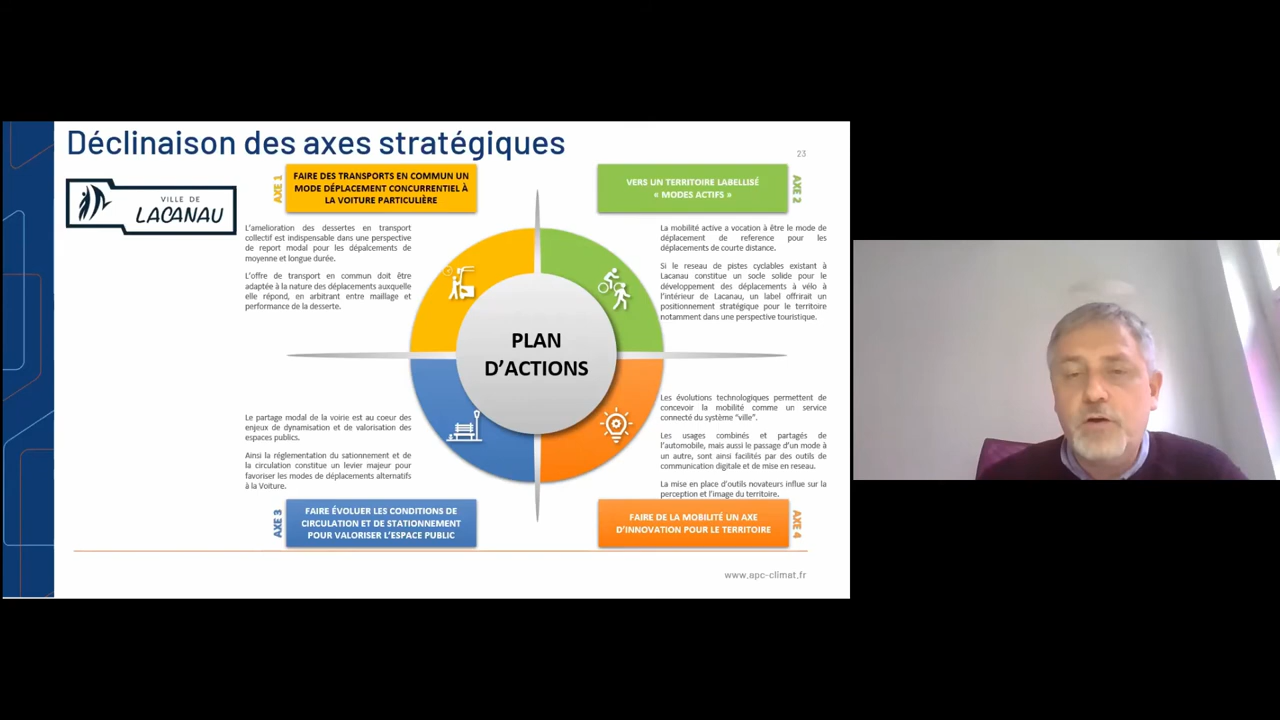 Déclinaison des axes stratégiques
23
VILLE DE
LACANAU
AXE 1
FAIRE DES TRANSPORTS EN COMMUN UN
MODE DÉPLACEMENT CONCURRENTIEL À
LA VOITURE PARTICULIÈRE
L'amelioration des dessertes en transport
collectif est indispensable dans une perspective
de report modal pour les dépalcements de
moyenne et longue durée.
L'offre de transport en commun doit être
adaptée à la nature des déplacements auxquelle
elle répond, en arbitrant entre maillage et
performance de la desserte.
VERS UN TERRITOIRE LABELLISÉ
« MODES ACTIFS »
AXE 2
La mobilité active a vocation à être le mode de
déplacement de reference pour les
déplacements de courte distance.
Si le reseau de pistes cyclables existant à
Lacanau constitue un socle solide pour le
développement des déplacements à vélo à
l'intérieur de Lacanau, un label offrirait un
positionnement stratégique pour le territoire
notamment dans une perspective touristique.
PLAN
D'ACTIONS
Le partage modal de la voirie est au coeur des
enjeux de dynamisation et de valorisation des
espaces publics.
Ainsi la réglementation du sationnement et de
la circulation constitue un levier majeur pour
favoriser les modes de déplacements alternatifs
à la Voiture.
AXE 3
FAIRE ÉVOLUER LES CONDITIONS DE
CIRCULATION ET DE STATIONNEMENT
POUR VALORISER L'ESPACE PUBLIC
Les évolutions technologiques permettent de
concevoir la mobilité comme un service
connecté du système "ville".
Les usages combinés et partagés de
l'automobile, mais aussi le passage d'un mode à
un autre, sont ainsi facilités par des outils de
communication digitale et de mise en reseau.
La mise en place d'outils novateurs influe sur la
perception et l'image du territoire.
FAIRE DE LA MOBILITÉ UN AXE
D'INNOVATION POUR LE TERRITOIRE
AXE 4
www.apc-climat.fr